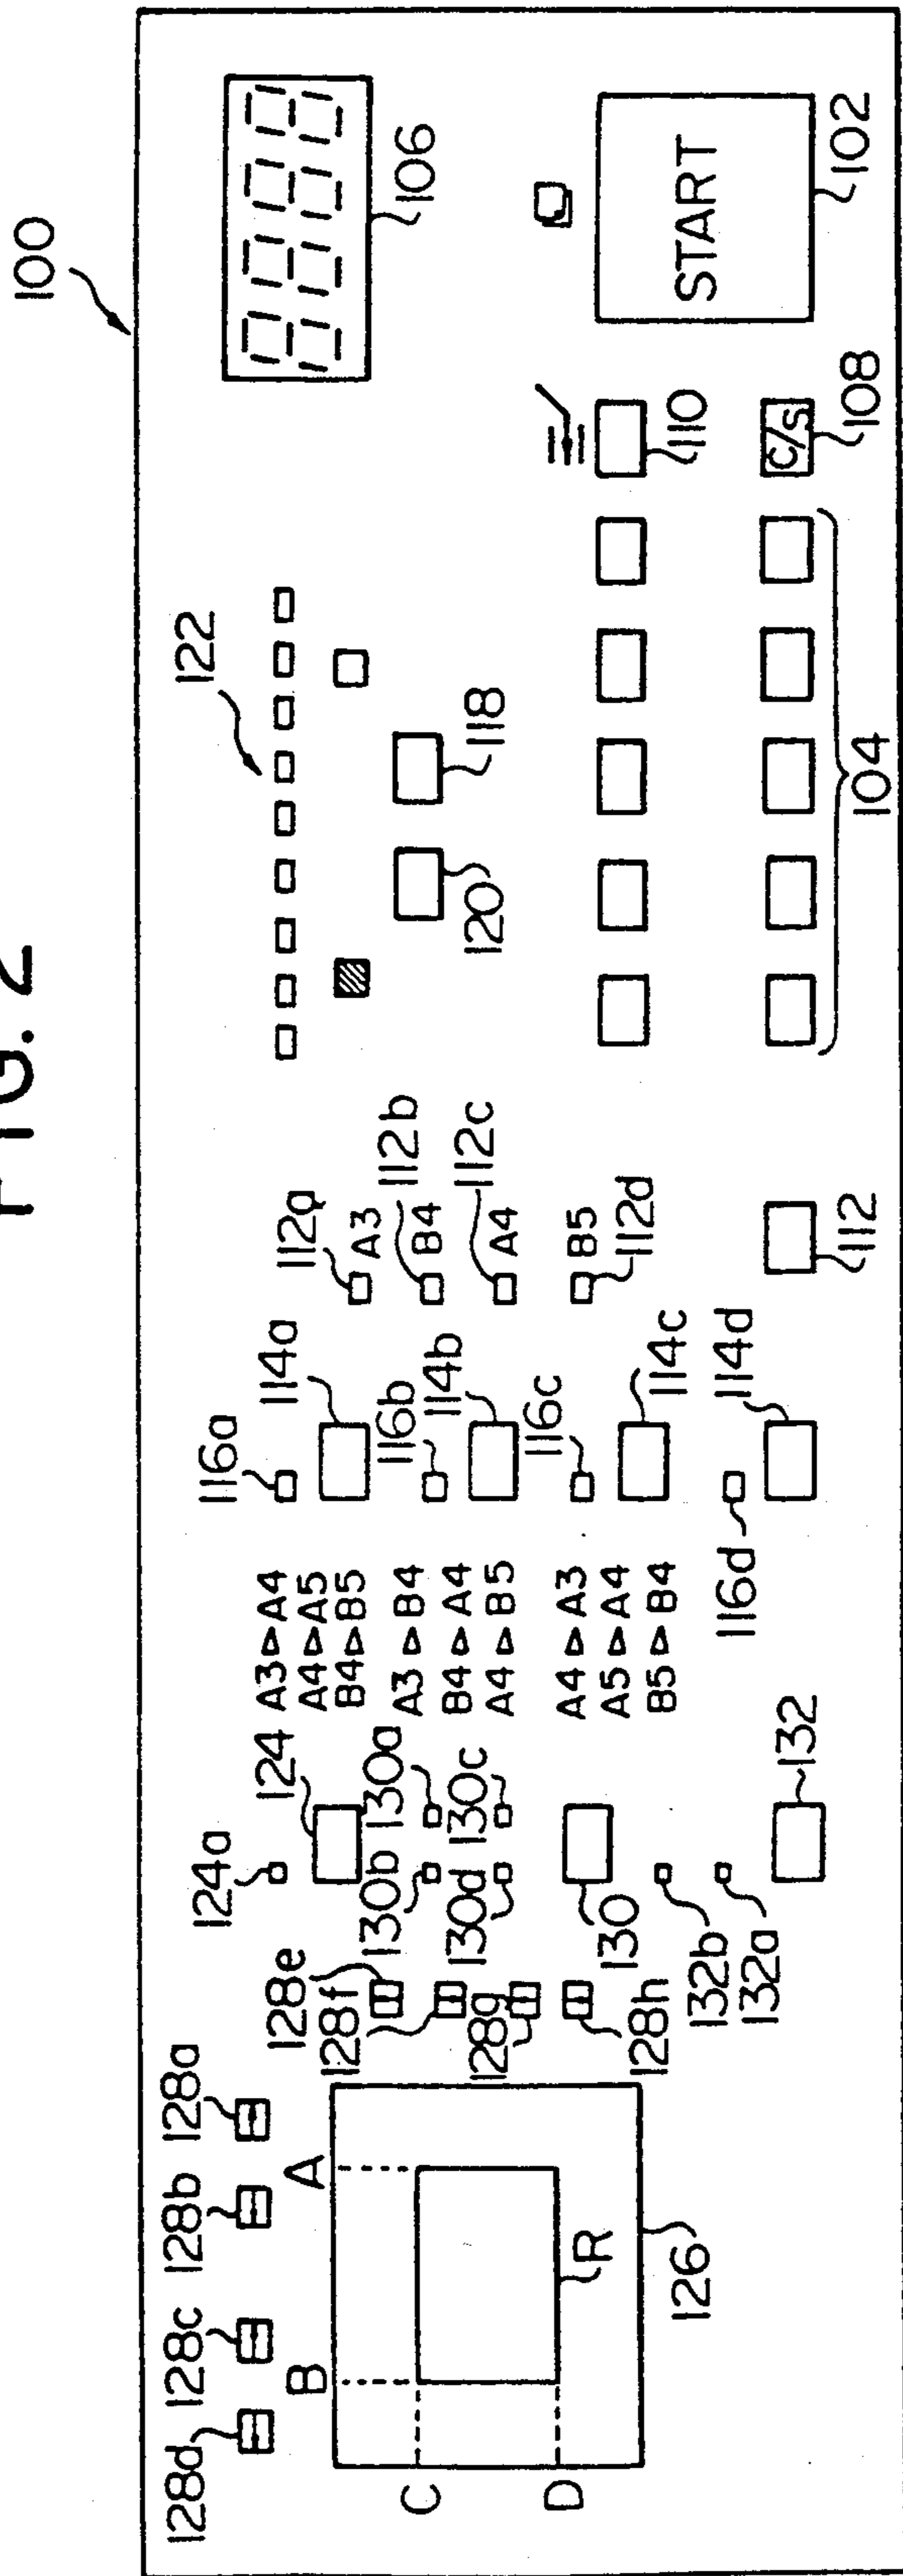 FIG. 2
100
128d
128c
128b
128a
B
A
C
D
R
126
128e
128f
128g
128h
124a
124
130b
130a
130d
130c
130
132b
132a
132
A3▷A4
A4▷A5
B4▷B5
A3▷B4
B4▷A4
A4▷B5
A4▷A3
A5▷A4
B5▷B4
116a
114a
116b
114b
116c
114c
116d
114d
112a
A3
112b
B4
112c
A4
B5
112d
112
122
120
118
104
110
C/S
108
8888
106
START
102